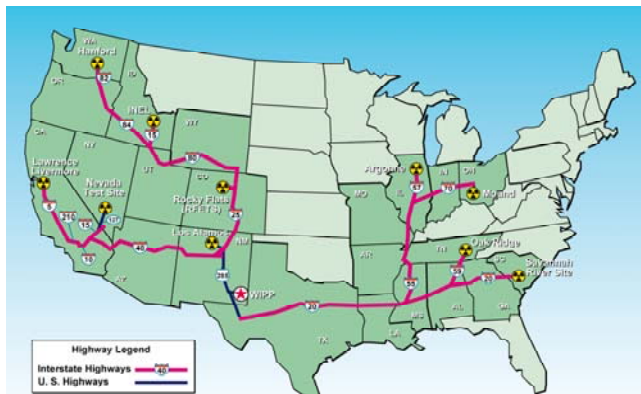 WA
Hanford
82
ID
OR
INEL
15
84
WY
80
CA
NV
UT
CO
Lawrence
Livermore
Nevada
Test Site
Rocky Flats
(RFETS)
25
5
210
15
10
40
AZ
Los Alamos
NM
285
WIPP
TX
20
Argonne
57
IL
IN
70
OH
Mound
MO
AR
LA
MS
55
TN
Oak Ridge
59
AL
20
SC
GA
Savannah
River Site
Highway Legend
Interstate Highways
40
U. S. Highways